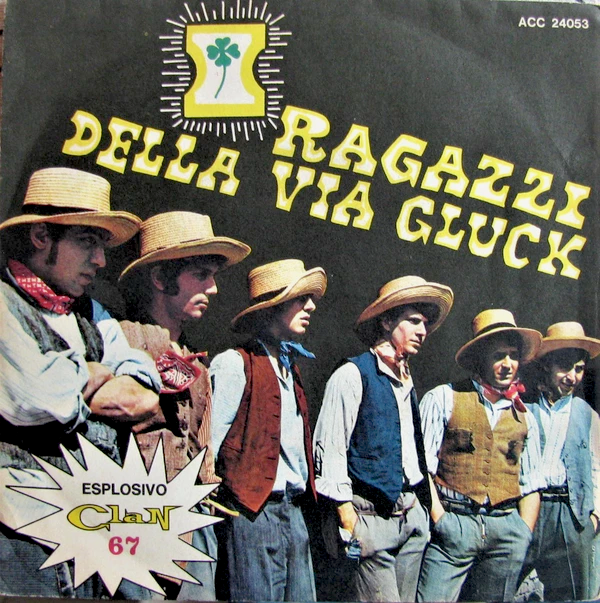 ACC 24053
I RAGAZZI
DELLA VIA GLUCK
ESPLOSIVO
Clan
67